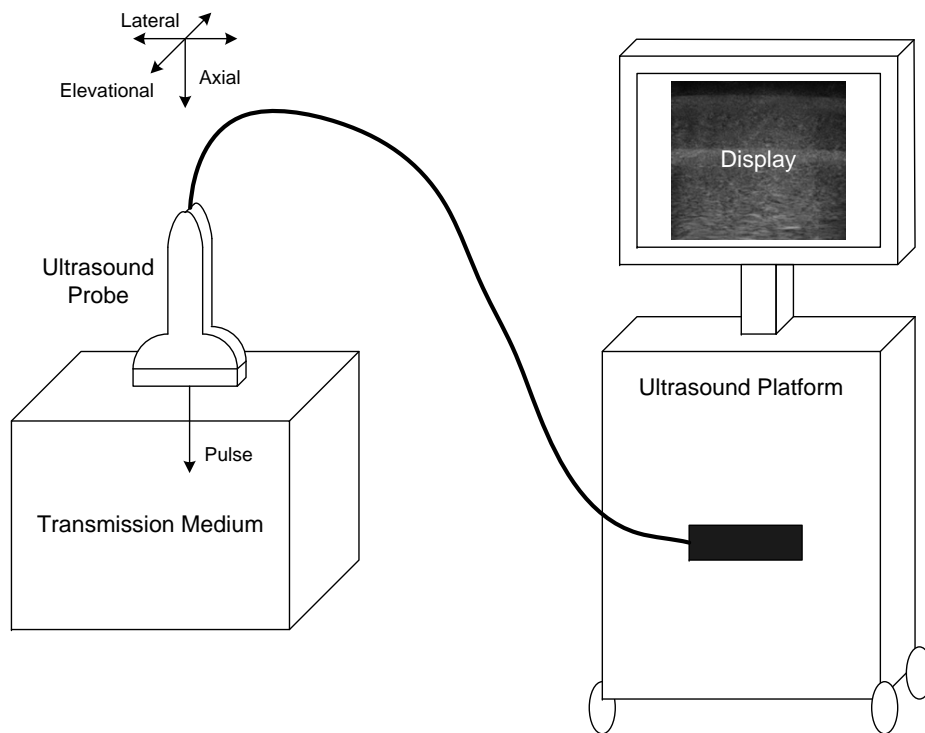 Lateral
Axial
Elevational
Display
Ultrasound
Probe
Ultrasound Platform
Pulse
Transmission Medium